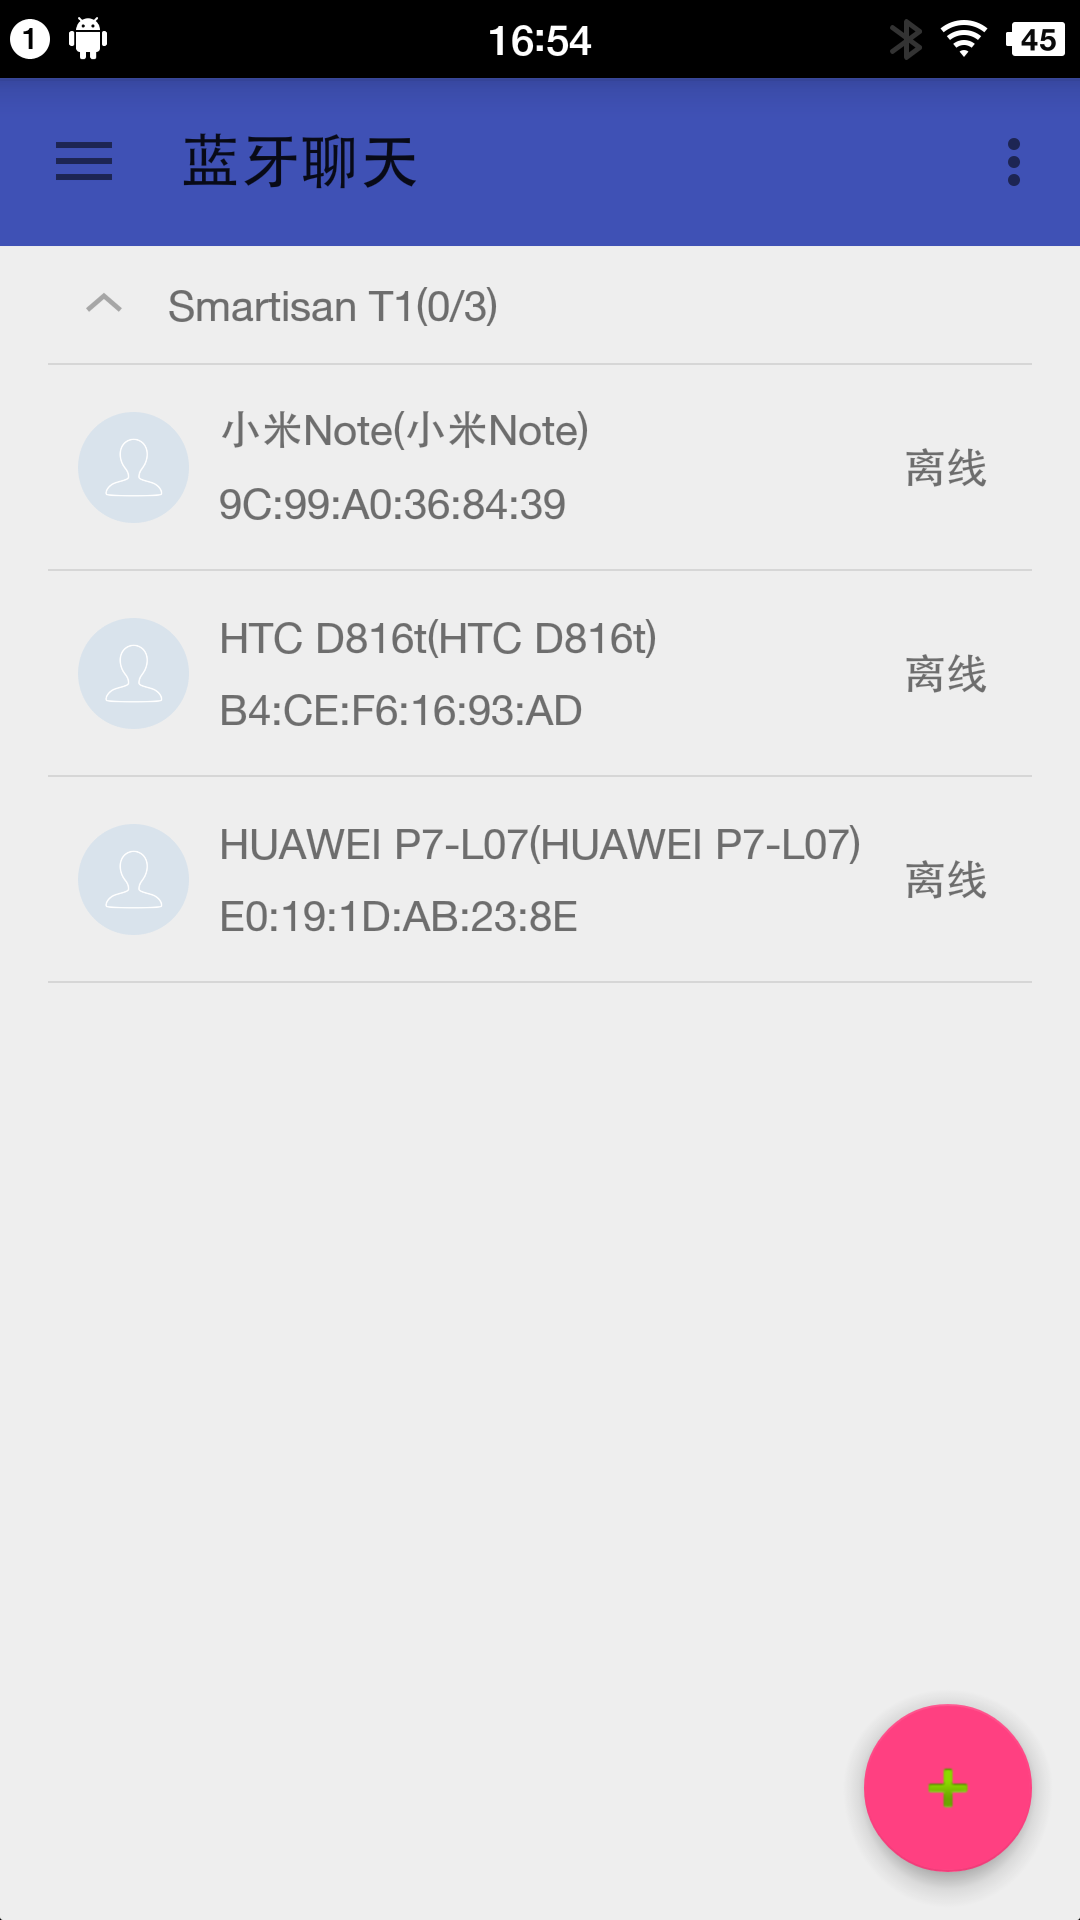 1
16:54
45
蓝牙聊天
Smartisan T1(0/3)
小米Note(小米Note)
9C:99:A0:36:84:39
离线
HTC D816t(HTC D816t)
B4:CE:F6:16:93:AD
离线
HUAWEI P7-L07(HUAWEI P7-L07)
E0:19:1D:AB:23:8E
离线